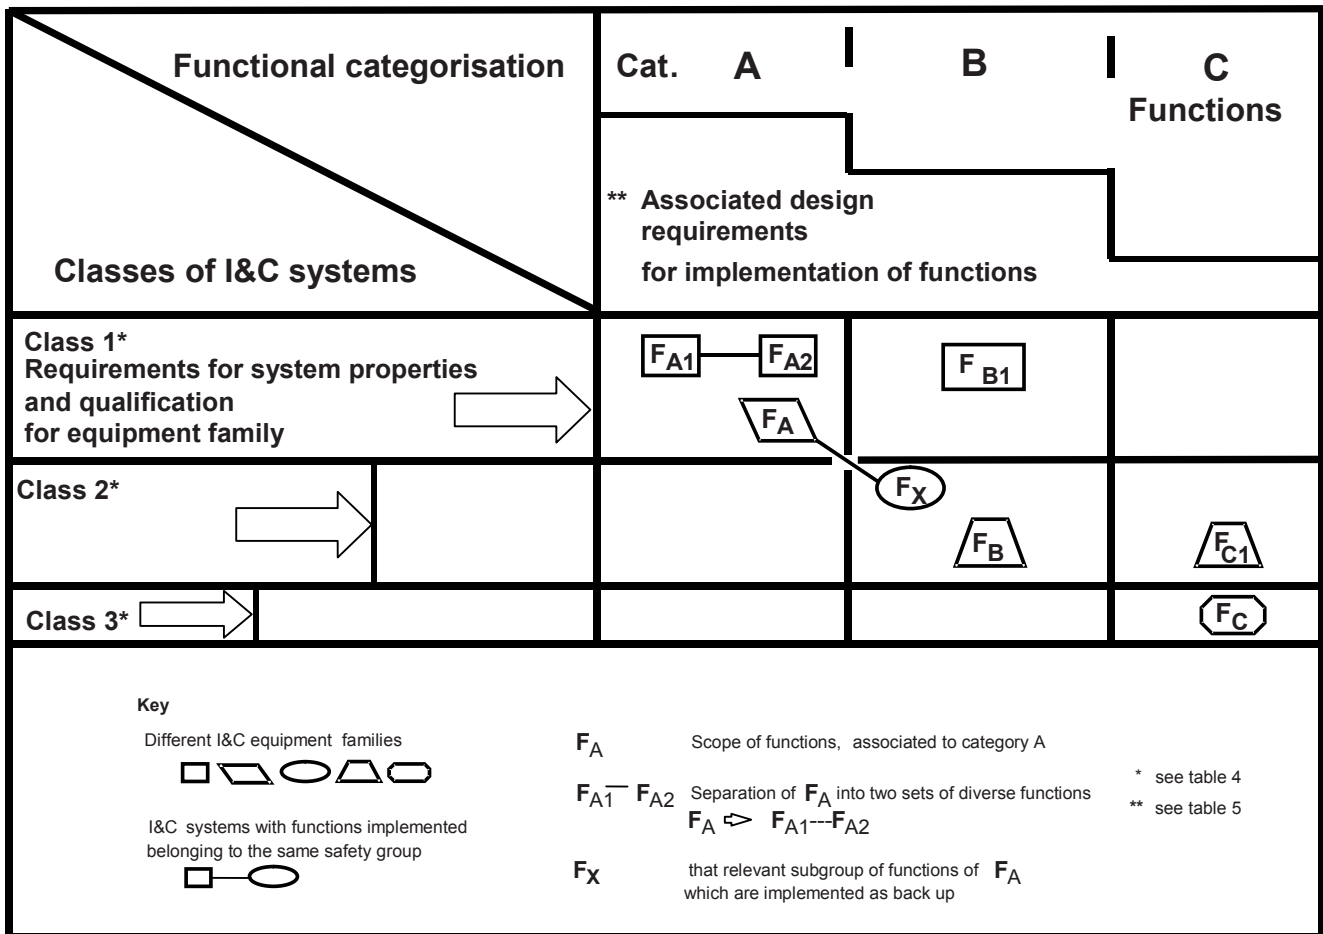 Functional categorisation
Cat. A B C
Functions
** Associated design
requirements
for implementation of functions
Classes of I&C systems
Class 1*
Requirements for system properties
and qualification
for equipment family
FA1 FA2 F B1
FA
Class 2*
FX
FB FC1
Class 3*
FC
Key
Different I&C equipment families
I&C systems with functions implemented
belonging to the same safety group
FA Scope of functions, associated to category A
FA1 — FA2 Separation of FA into two sets of diverse functions
FA ⇨ FA1---FA2
FX that relevant subgroup of functions of FA
which are implemented as back up
* see table 4
** see table 5